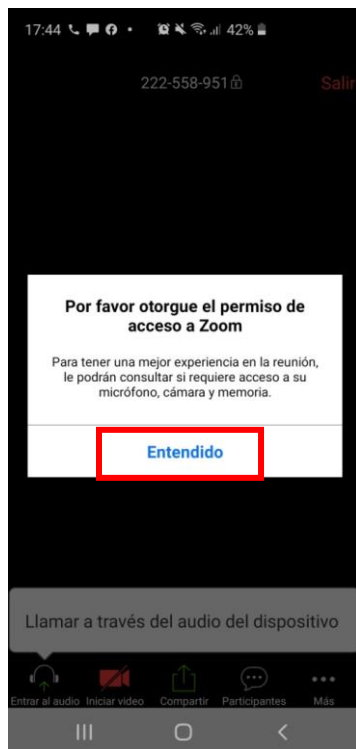 17:44 42%
222-558-951 Salir
Por favor otorgue el permiso de
acceso a Zoom
Para tener una mejor experiencia en la reunión,
le podrán consultar si requiere acceso a su
micrófono, cámara y memoria.
Entendido
Llamar a través del audio del dispositivo
Entrar al audio Iniciar video Compartir Participantes Más